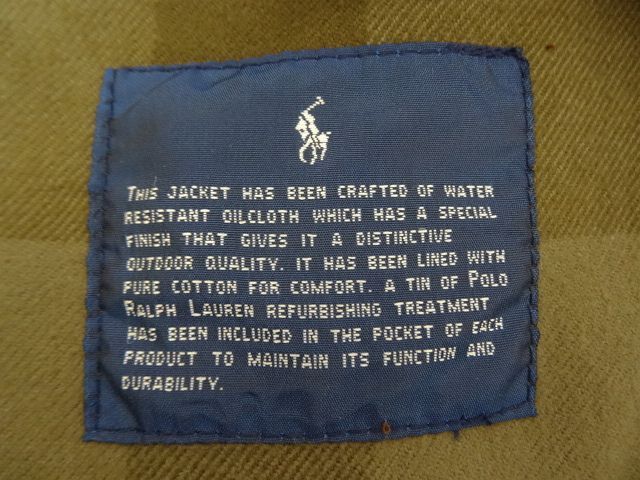 THIS JACKET HAS BEEN CRAFTED OF WATER
RESISTANT OILCLOTH WHICH HAS A SPECIAL
FINISH THAT GIVES IT A DISTINCTIVE
OUTDOOR QUALITY. IT HAS BEEN LINED WITH
PURE COTTON FOR COMFORT. A TIN OF POLO
RALPH LAUREN REFURBISHING TREATMENT
HAS BEEN INCLUDED IN THE POCKET OF EACH
PRODUCT TO MAINTAIN ITS FUNCTION AND
DURABILITY.